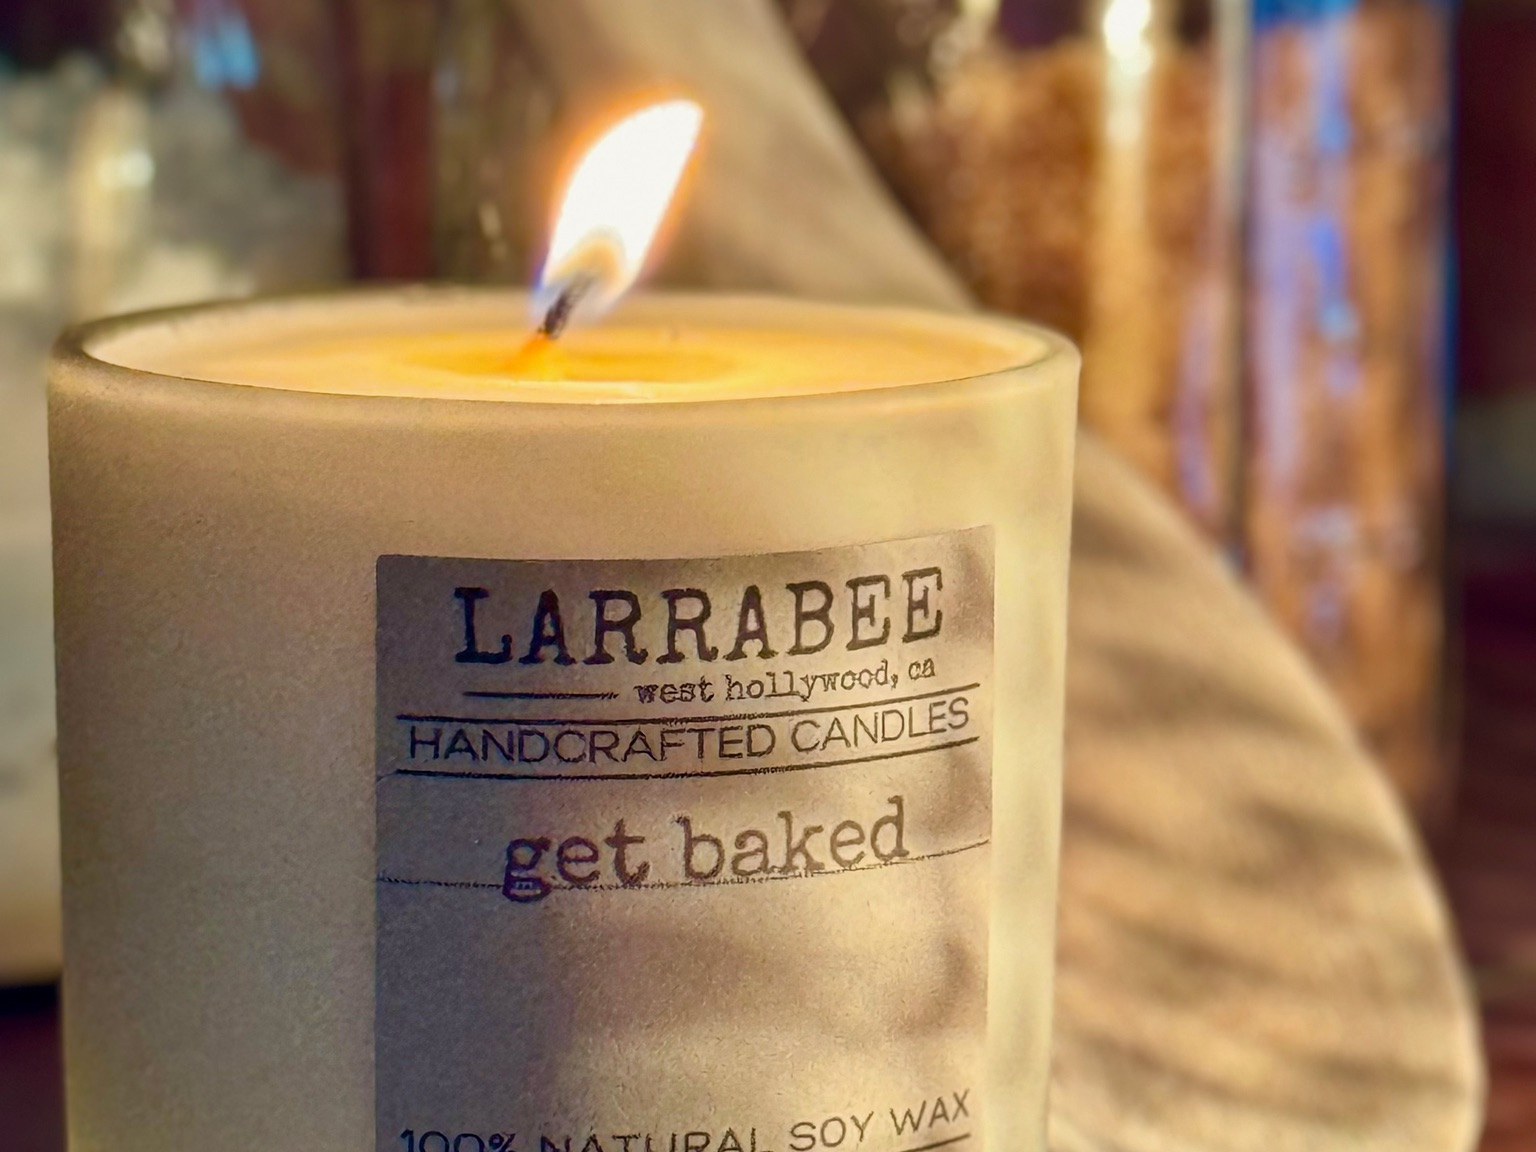 LARRABEE
west hollywood, ca
HANDCRAFTED CANDLES
get baked
100% NATURAL SOY WAX